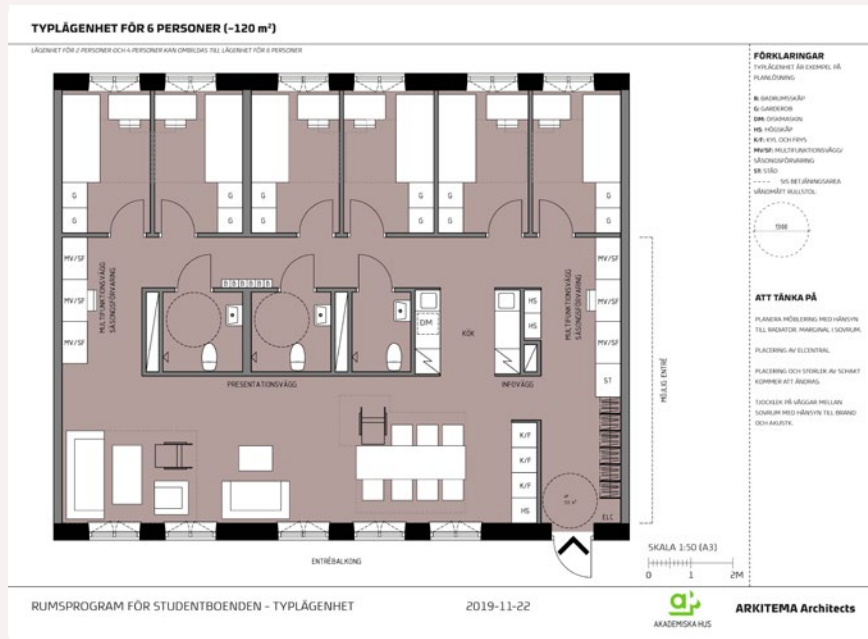 TYPLÄGENHET FÖR 6 PERSONER (~120 m²)
LÄGENHET FÖR 2 PERSONER OCH 4 PERSONER KAN OMBILDAS TILL LÄGENHET FÖR 6 PERSONER
FÖRKLARINGAR
TYPLÄGENHET ÄR EXEMPEL PÅ
PLANLÖSNING
B: BADRUMSSKÅP
G: GARDEROB
DM: DISKMASKIN
HS: HÖGSKÅP
K/F: KYL OCH FRYS
MV/SF: MULTIFUNKTIONSVÄGG/
SÄSONGSFÖRVARING
ST: STÄD
SIS BETJÄNINGSAREA
VÄNDMÅTT RULLSTOL:
1300
ATT TÄNKA PÅ
PLANERA MÖBLERING MED HÄNSYN
TILL RADIATOR. MARGINAL I SOVRUM.
PLACERING AV ELCENTRAL.
PLACERING OCH STORLEK AV SCHAKT
KOMMER ATT ÄNDRAS.
TJOCKLEK PÅ VÄGGAR MELLAN
SOVRUM MED HÄNSYN TILL BRAND
OCH AKUSTIK.
G G G G G G
G G G G G G
MV/SF
MV/SF
MV/SF
MULTIFUNKTIONSVÄGG
SÄSONGSFÖRVARING
B B B B B B
DM
KÖK
HS
HS
MULTIFUNKTIONSVÄGG
SÄSONGSFÖRVARING
MV/SF
MV/SF
MV/SF
ST
MÖJLIG ENTRÉ
PRESENTATIONSVÄGG
INFOVÄGG
K/F
K/F
K/F
HS
ELC
ENTRÉBALKONG
SKALA 1:50 (A3)
0 1 2M
RUMSPROGRAM FÖR STUDENTBOENDEN - TYPLÄGENHET
2019-11-22
AKADEMISKA HUS
ARKITEMA Architects